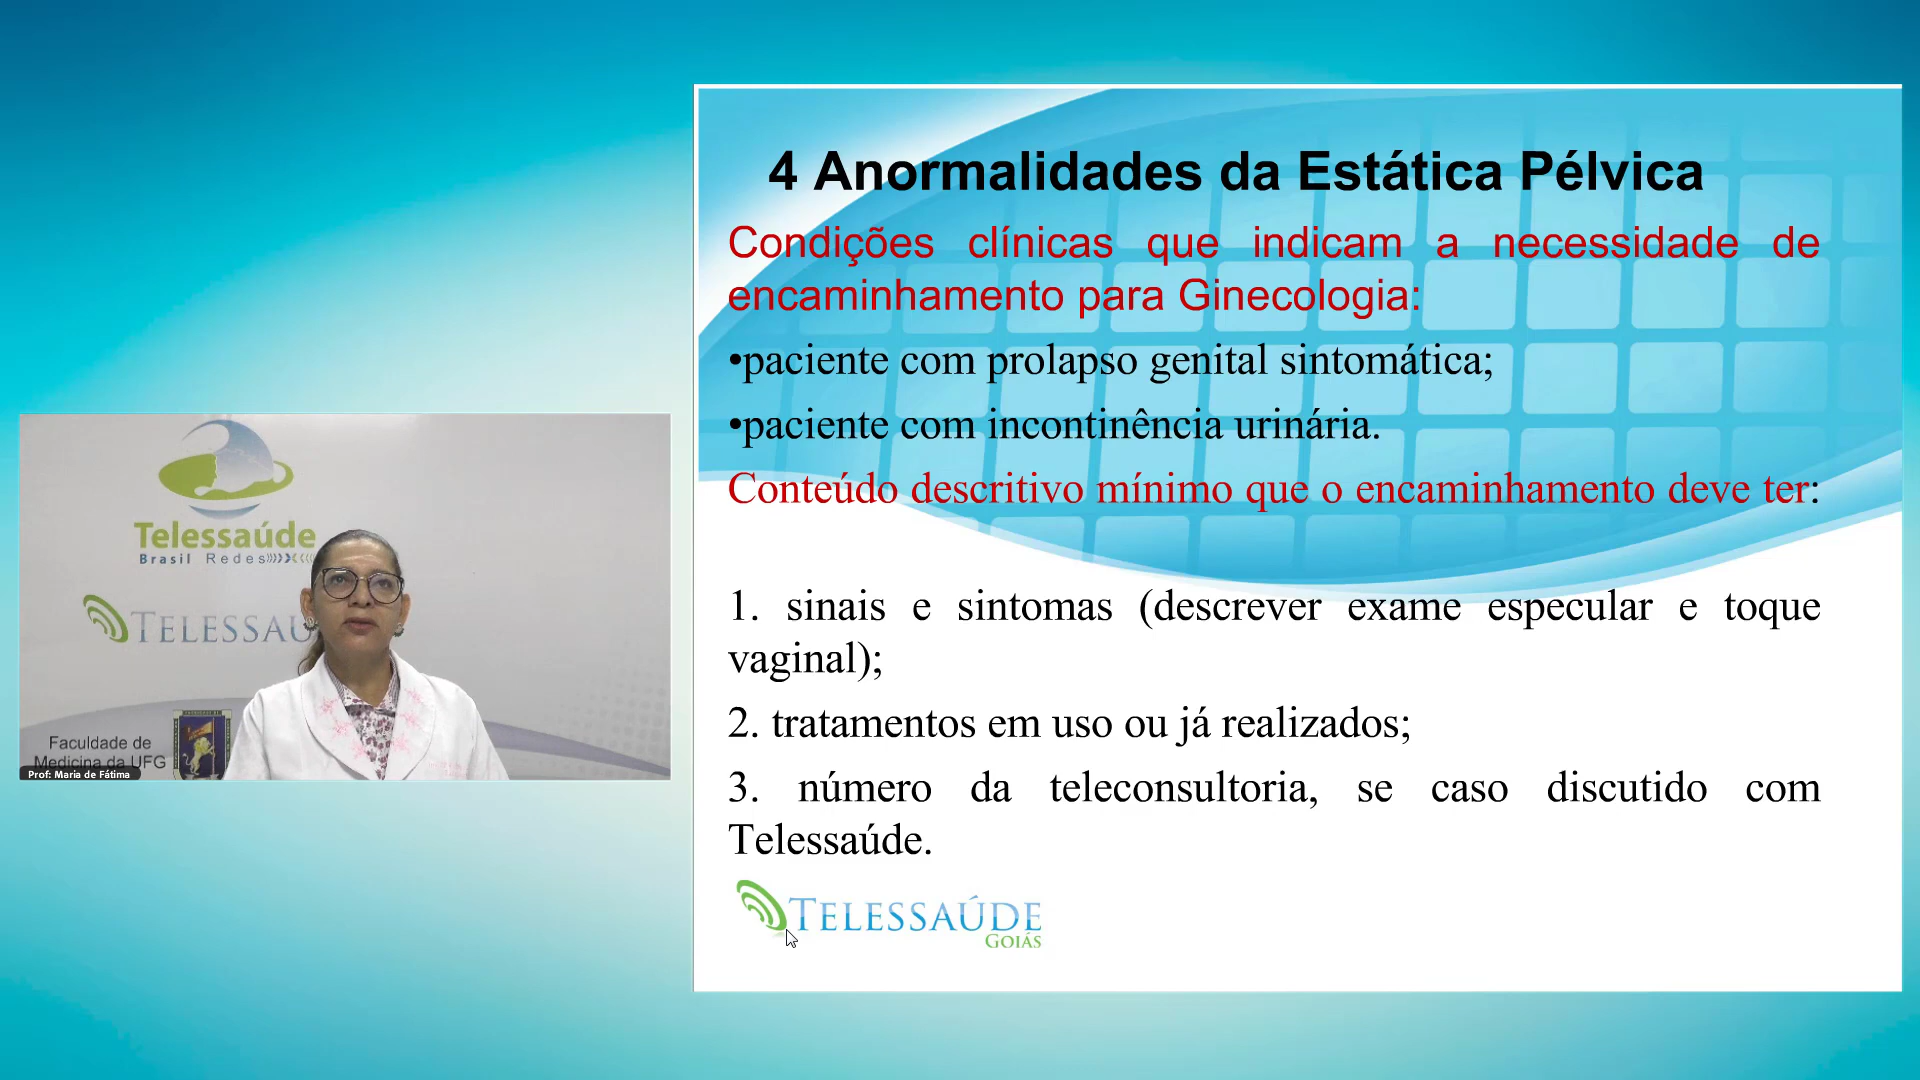 4 Anormalidades da Estática Pélvica
Condições clínicas que indicam a necessidade de
encaminhamento para Ginecologia:
•paciente com prolapso genital sintomática;
•paciente com incontinência urinária.
Conteúdo descritivo mínimo que o encaminhamento deve ter:
1. sinais e sintomas (descrever exame especular e toque
vaginal);
2. tratamentos em uso ou já realizados;
3. número da teleconsultoria, se caso discutido com
Telessaúde.
TELESSAÚDE
GOIÁS
Telessaúde
Brasil Redes
TELESSAÚ
Faculdade de
Medicina da UFG
Prof: Maria de Fátima